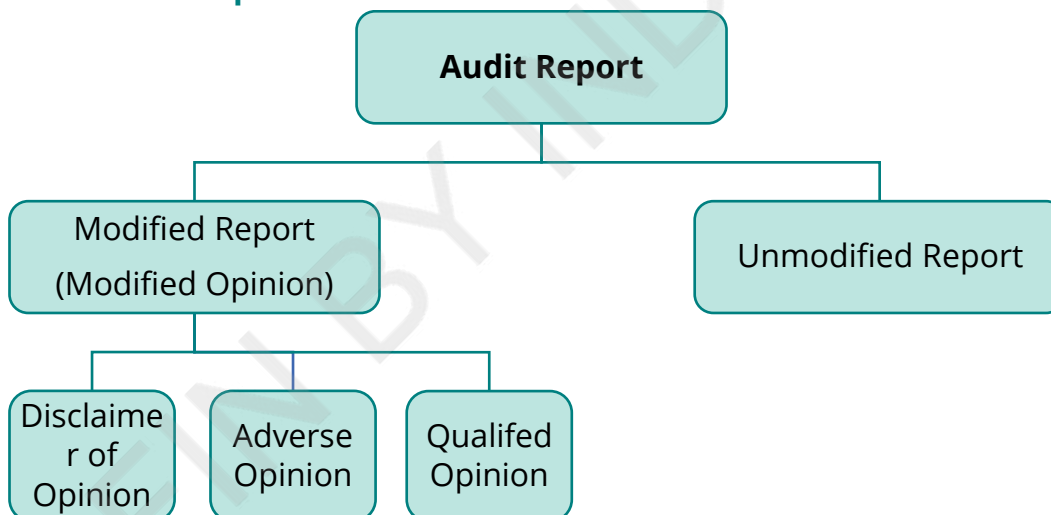 Audit Report
Modified Report
(Modified Opinion)
Unmodified Report
Disclaime
r of
Opinion
Adverse
Opinion
Qualifed
Opinion